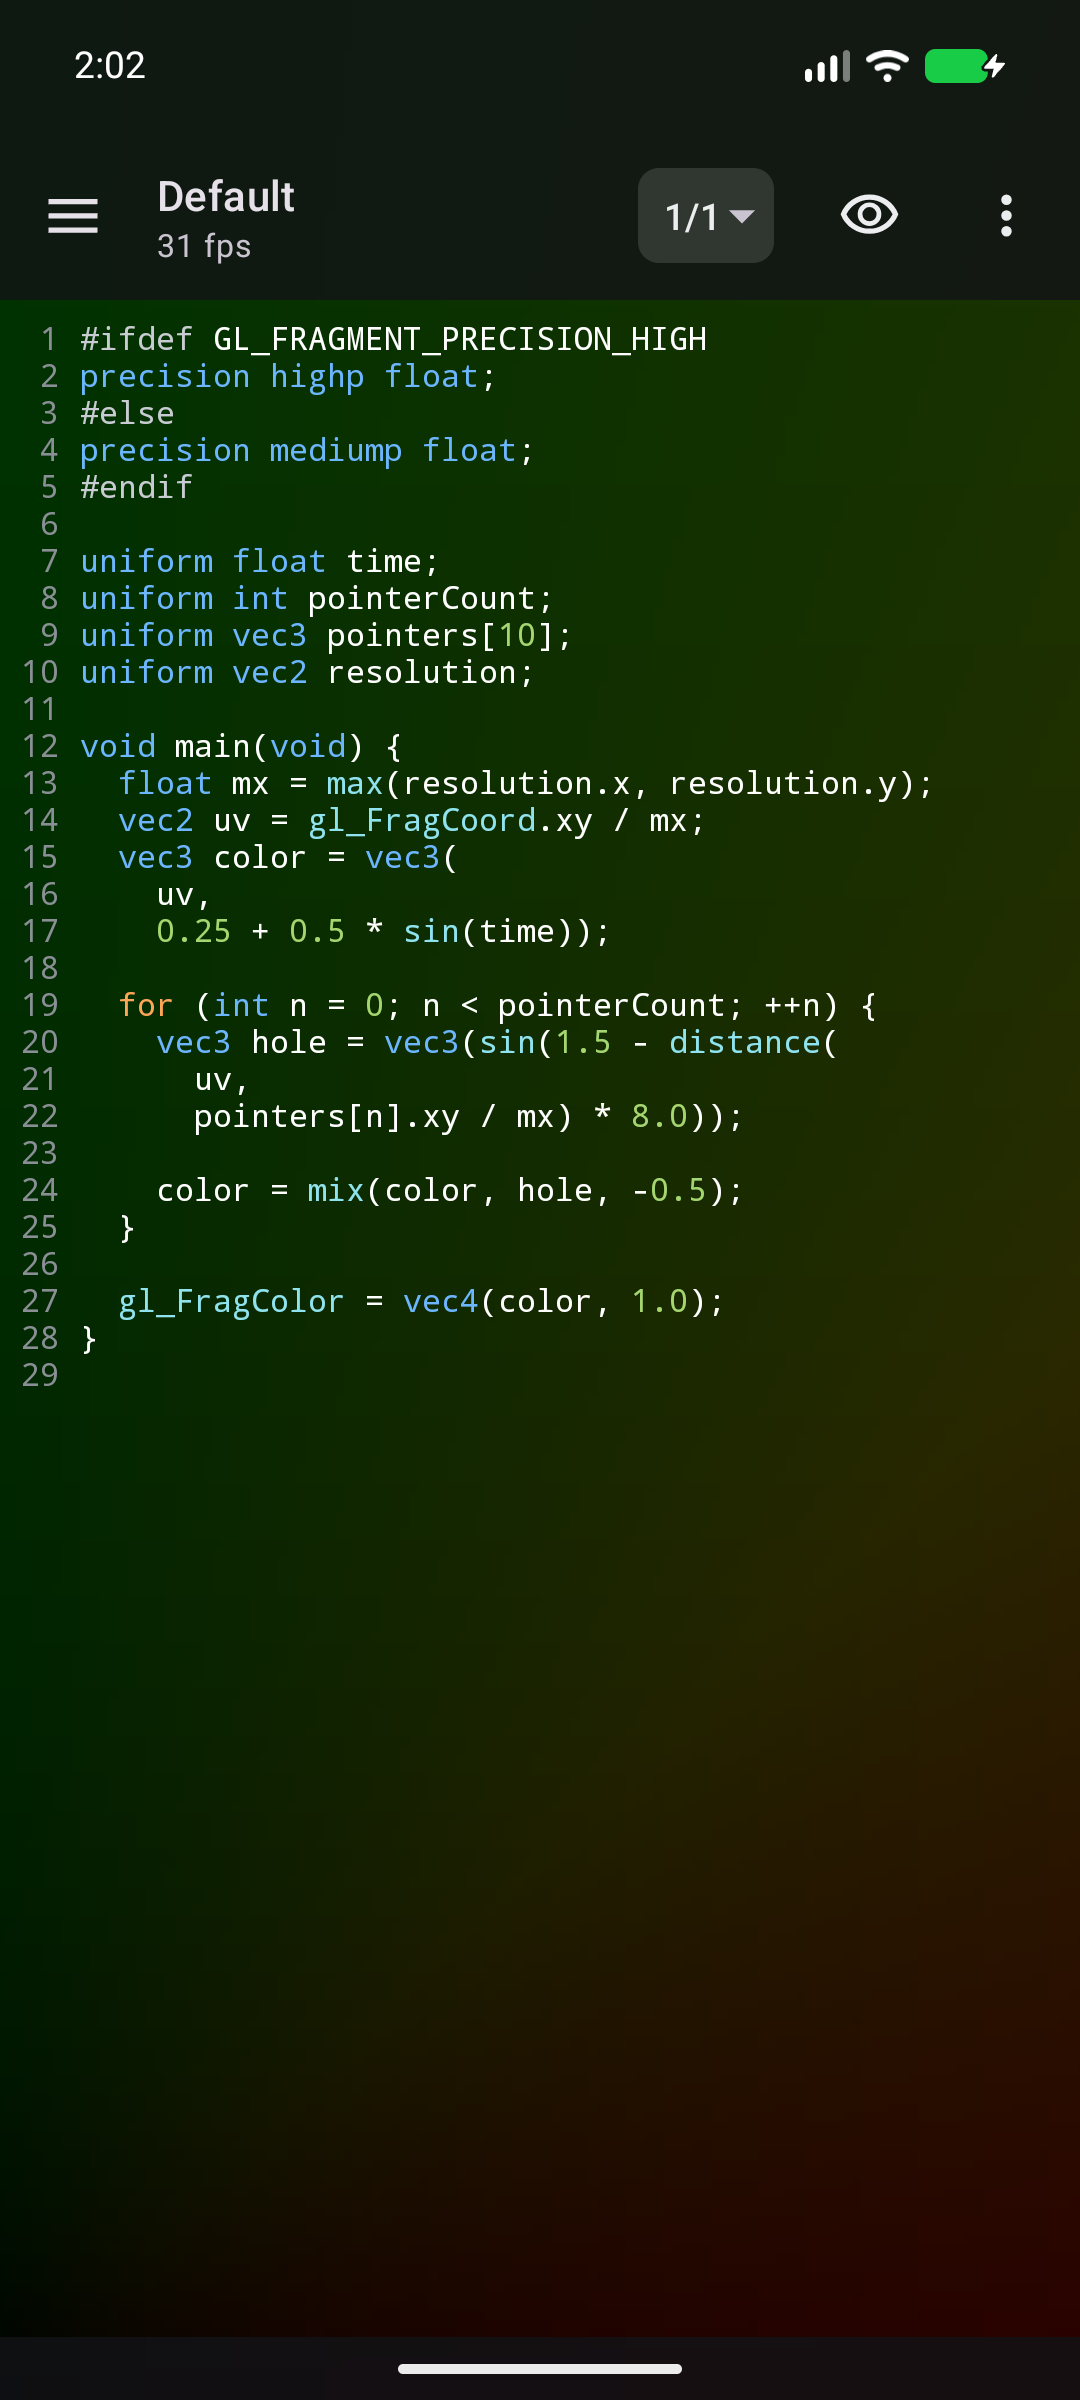 2:02
Default
31 fps
1/1
1 #ifdef GL_FRAGMENT_PRECISION_HIGH
2 precision highp float;
3 #else
4 precision mediump float;
5 #endif
6
7 uniform float time;
8 uniform int pointerCount;
9 uniform vec3 pointers[10];
10 uniform vec2 resolution;
11
12 void main(void) {
13   float mx = max(resolution.x, resolution.y);
14   vec2 uv = gl_FragCoord.xy / mx;
15   vec3 color = vec3(
16     uv,
17     0.25 + 0.5 * sin(time));
18
19   for (int n = 0; n < pointerCount; ++n) {
20     vec3 hole = vec3(sin(1.5 - distance(
21       uv,
22       pointers[n].xy / mx) * 8.0));
23
24     color = mix(color, hole, -0.5);
25   }
26
27   gl_FragColor = vec4(color, 1.0);
28 }
29